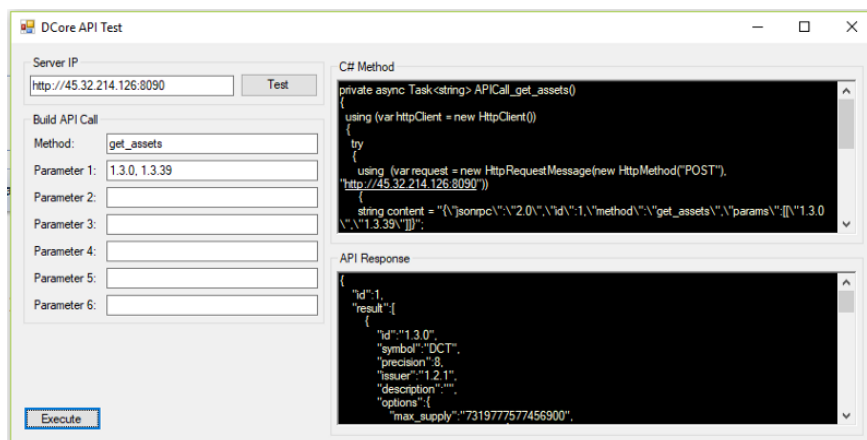 DCore API Test
Server IP
http://45.32.214.126:8090
Test
Build API Call
Method:
get_assets
Parameter 1:
1.3.0, 1.3.39
Parameter 2:
Parameter 3:
Parameter 4:
Parameter 5:
Parameter 6:
Execute
C# Method
private async Task<string> APICall_get_assets()
{
using (var httpClient = new HttpClient())
{
try
{
using (var request = new HttpRequestMessage(new HttpMethod("POST"),
"http://45.32.214.126:8090"))
{
string content = "{\"jsonrpc\":\"2.0\",\"id\":1,\"method\":\"get_assets\",\"params\":[[\"1.3.0
\",\"1.3.39\"]]}";
API Response
{
"id":1,
"result":[
{
"id":"1.3.0",
"symbol":"DCT",
"precision":8,
"issuer":"1.2.1",
"description":"",
"options":{
"max_supply":"7319777577456900",